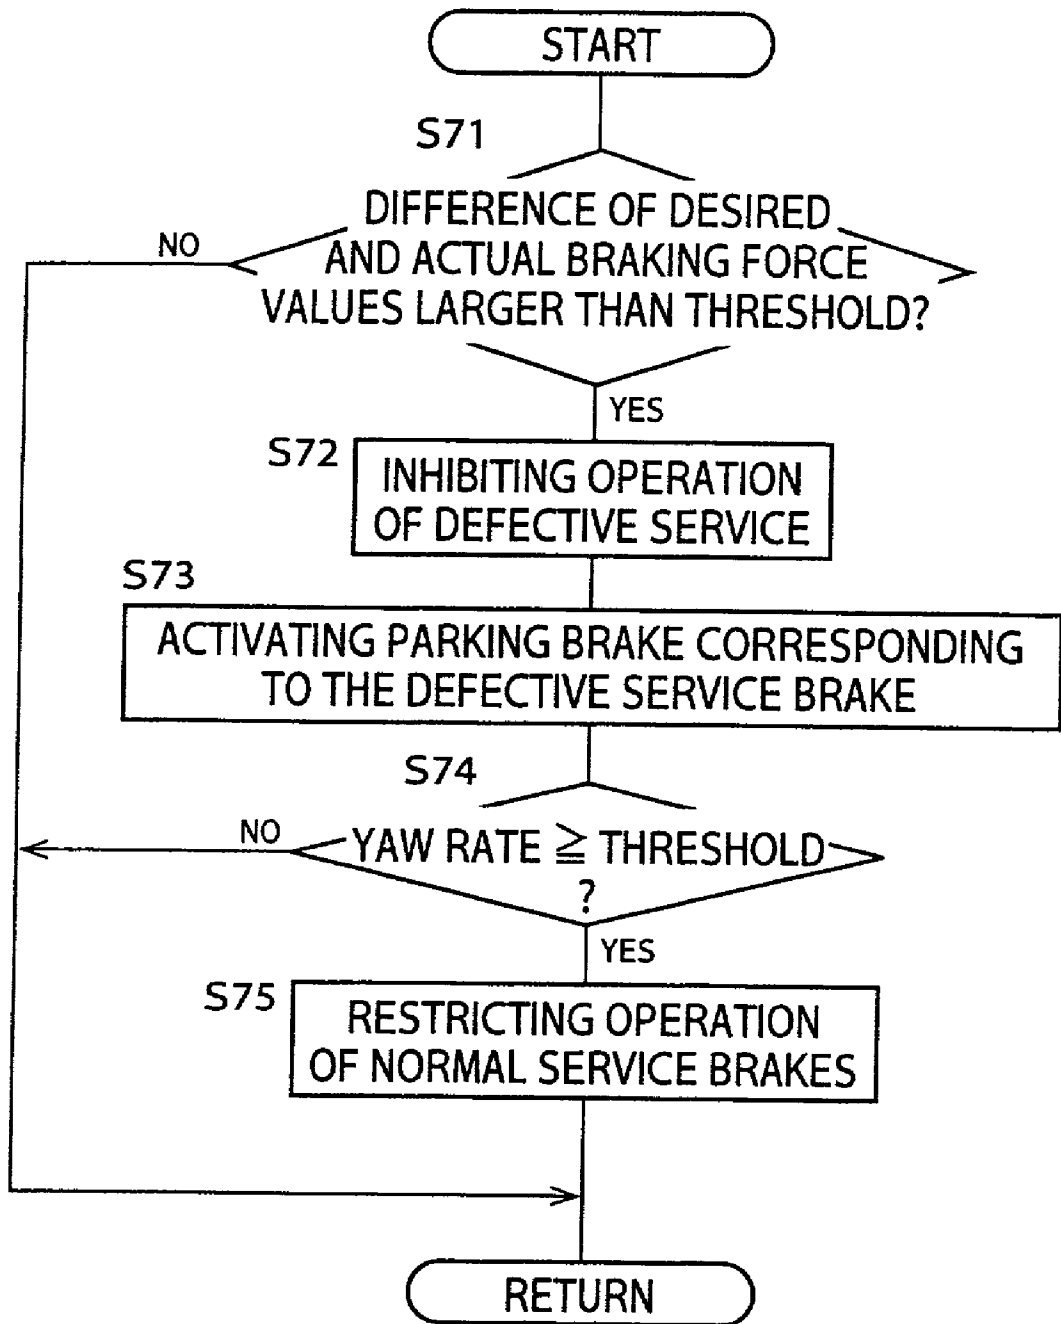 START
S71
DIFFERENCE OF DESIRED
AND ACTUAL BRAKING FORCE
VALUES LARGER THAN THRESHOLD?
NO
YES
S72
INHIBITING OPERATION
OF DEFECTIVE SERVICE
S73
ACTIVATING PARKING BRAKE CORRESPONDING
TO THE DEFECTIVE SERVICE BRAKE
S74
NO
YAW RATE ≧ THRESHOLD
?
YES
S75
RESTRICTING OPERATION
OF NORMAL SERVICE BRAKES
RETURN